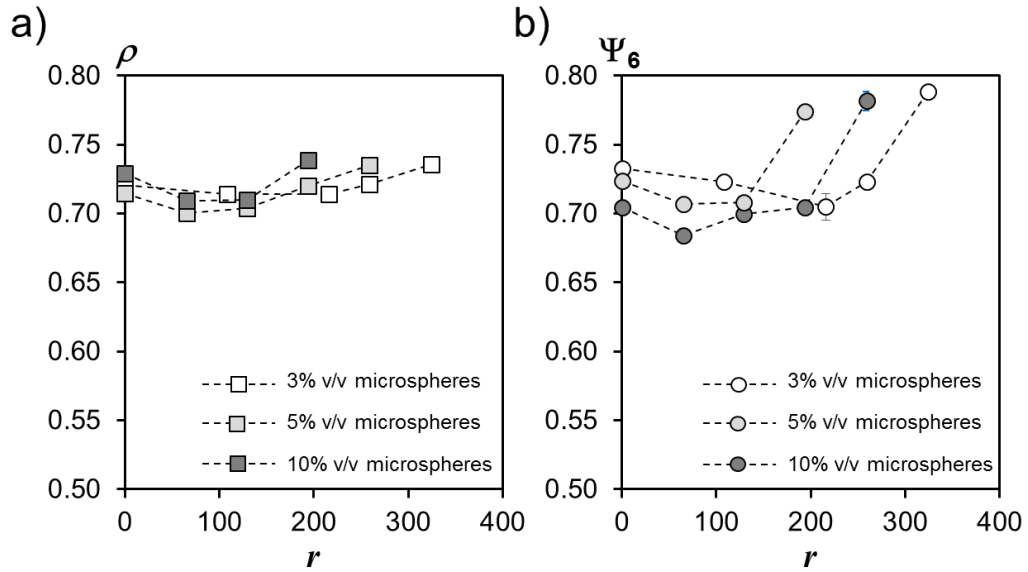 a)
ρ
0.80
0.75
0.70
0.65
0.60
0.55
0.50
3% v/v microspheres
5% v/v microspheres
10% v/v microspheres
0 100 200 300 400
r
b)
Ψ6
0.80
0.75
0.70
0.65
0.60
0.55
0.50
3% v/v microspheres
5% v/v microspheres
10% v/v microspheres
0 100 200 300 400
r